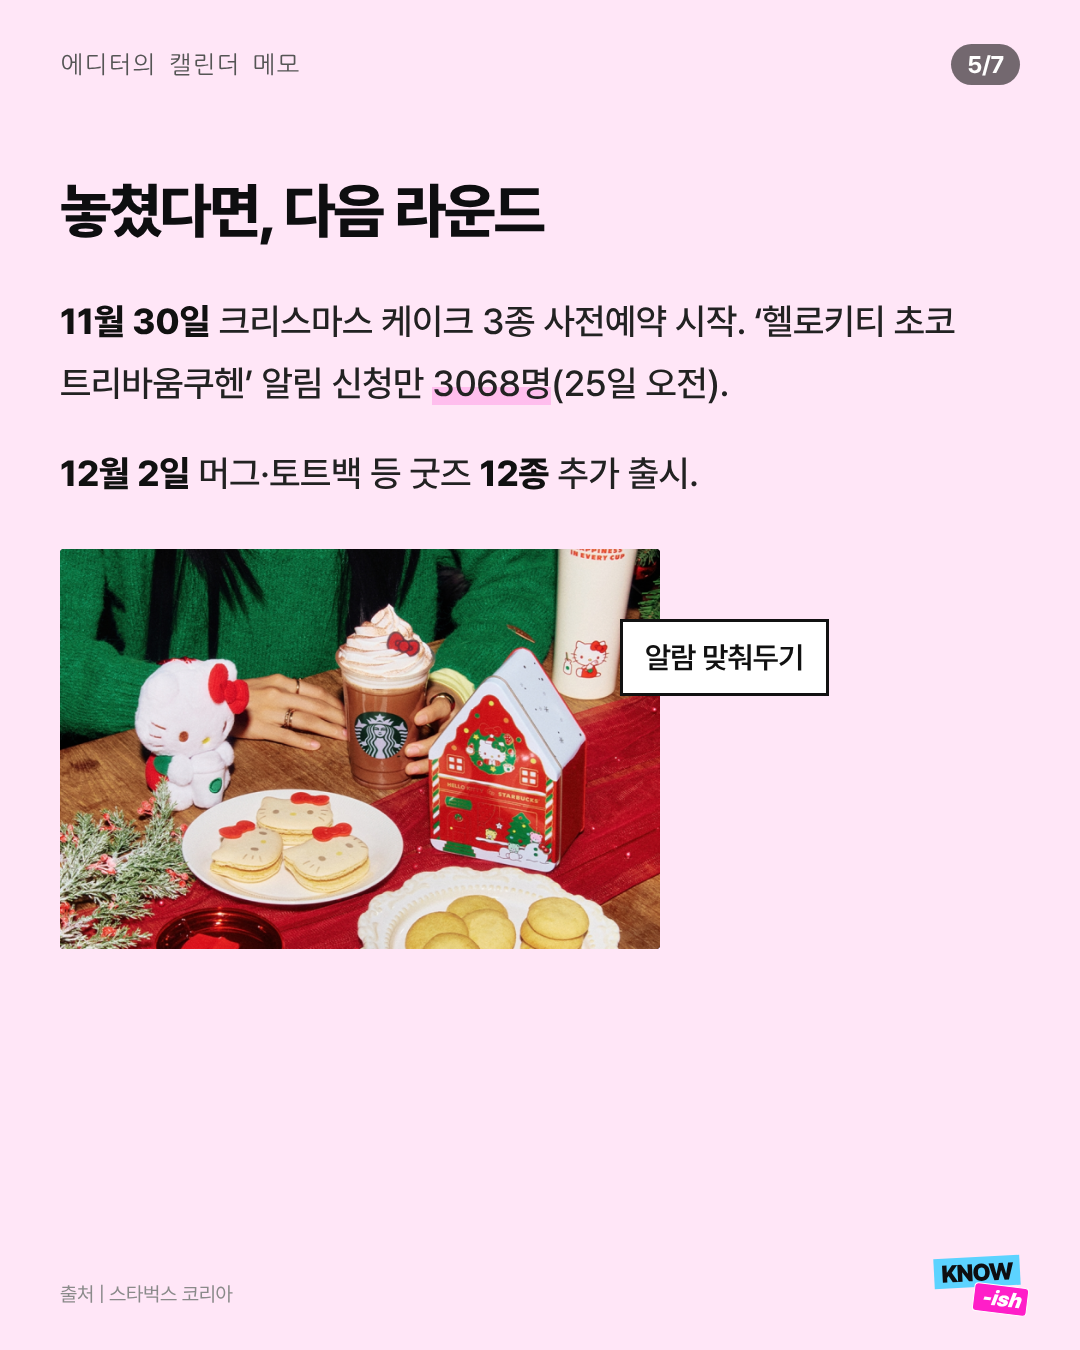 에디터의 캘린더 메모
5/7
놓쳤다면, 다음 라운드
11월 30일 크리스마스 케이크 3종 사전예약 시작. ‘헬로키티 초코
트리바움쿠헨’ 알림 신청만 3068명(25일 오전).
12월 2일 머그·토트백 등 굿즈 12종 추가 출시.
IN EVERY CUP
알람 맞춰두기
HELLO
STARBUCKS
출처 | 스타벅스 코리아
KNOW
-ish